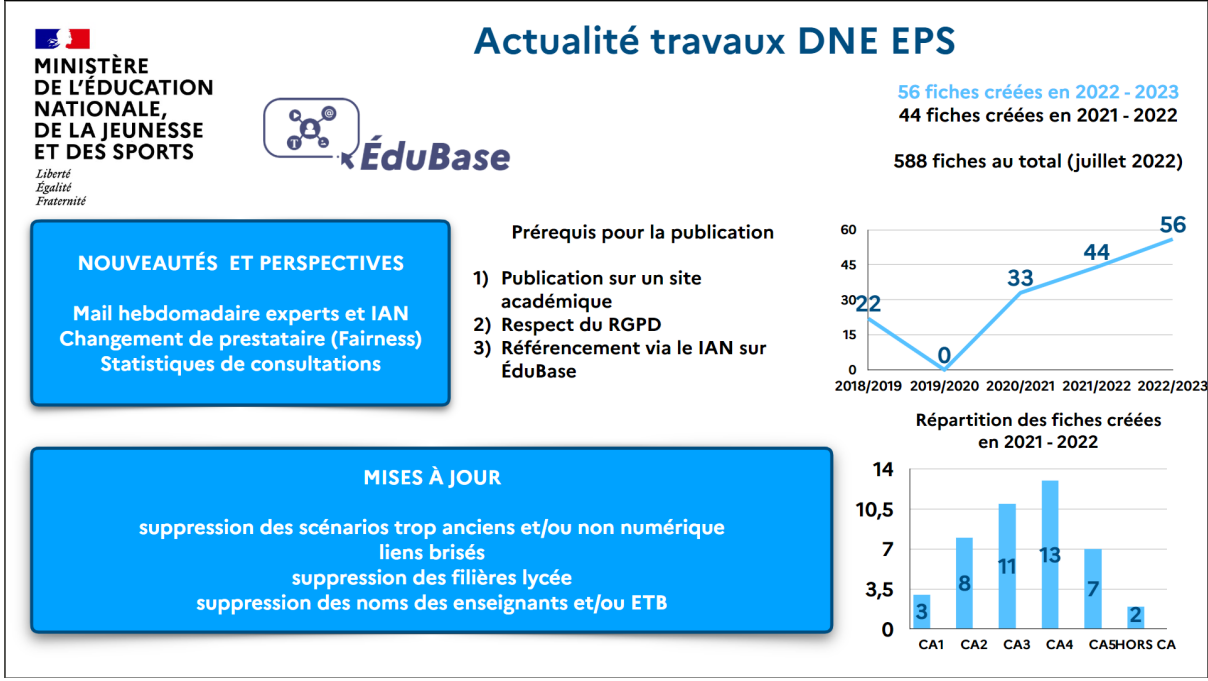 Actualité travaux DNE EPS
MINISTÈRE
DE L'ÉDUCATION
NATIONALE,
DE LA JEUNESSE
ET DES SPORTS
Liberté
Égalité
Fraternité
ÉduBase
56 fiches créées en 2022 - 2023
44 fiches créées en 2021 - 2022
588 fiches au total (juillet 2022)
NOUVEAUTÉS ET PERSPECTIVES
Mail hebdomadaire experts et IAN
Changement de prestataire (Fairness)
Statistiques de consultations
Prérequis pour la publication
1) Publication sur un site
académique
2) Respect du RGPD
3) Référencement via le IAN sur
ÉduBase
60
45
30
15
0
22
0
33
44
56
2018/2019 2019/2020 2020/2021 2021/2022 2022/2023
MISES À JOUR
suppression des scénarios trop anciens et/ou non numérique
liens brisés
suppression des filières lycée
suppression des noms des enseignants et/ou ETB
Répartition des fiches créées
en 2021 - 2022
14
10,5
7
3,5
0
3
8
11
13
7
2
CA1 CA2 CA3 CA4 CA5HORS CA